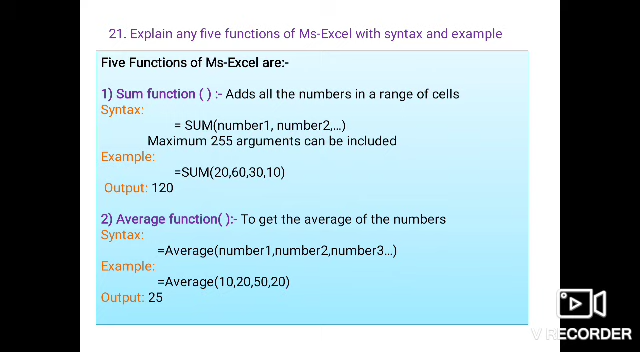 21. Explain any five functions of Ms-Excel with syntax and example
Five Functions of Ms-Excel are:-
1) Sum function ( ) :- Adds all the numbers in a range of cells
Syntax:
= SUM(number1, number2,...)
Maximum 255 arguments can be included
Example:
=SUM(20,60,30,10)
Output: 120
2) Average function( ):- To get the average of the numbers
Syntax:
=Average(number1,number2,number3...)
Example:
=Average(10,20,50,20)
Output: 25
V RECORDER